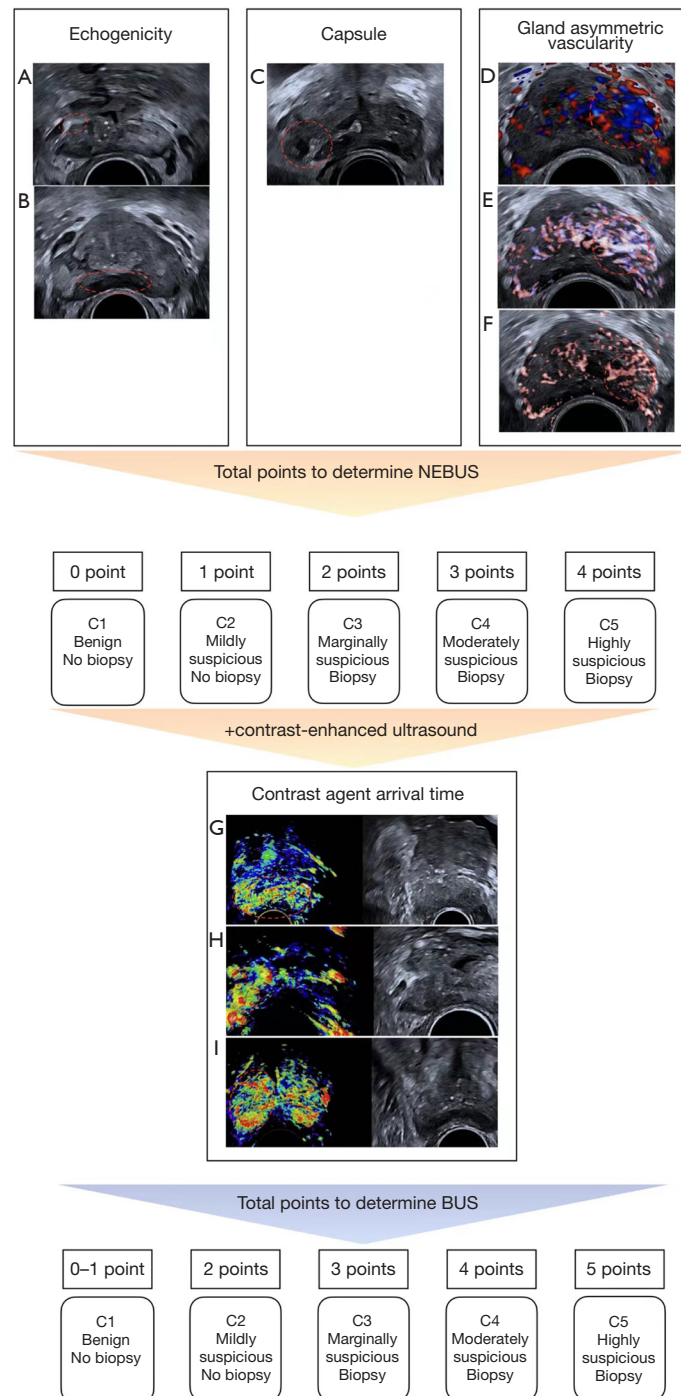 Echogenicity
Capsule
Gland asymmetric
vascularity
A
B
C
D
E
F
Total points to determine NEBUS
0 point
1 point
2 points
3 points
4 points
C1
Benign
No biopsy
C2
Mildly
suspicious
No biopsy
C3
Marginally
suspicious
Biopsy
C4
Moderately
suspicious
Biopsy
C5
Highly
suspicious
Biopsy
+contrast-enhanced ultrasound
Contrast agent arrival time
G
H
I
Total points to determine BUS
0–1 point
2 points
3 points
4 points
5 points
C1
Benign
No biopsy
C2
Mildly
suspicious
No biopsy
C3
Marginally
suspicious
Biopsy
C4
Moderately
suspicious
Biopsy
C5
Highly
suspicious
Biopsy